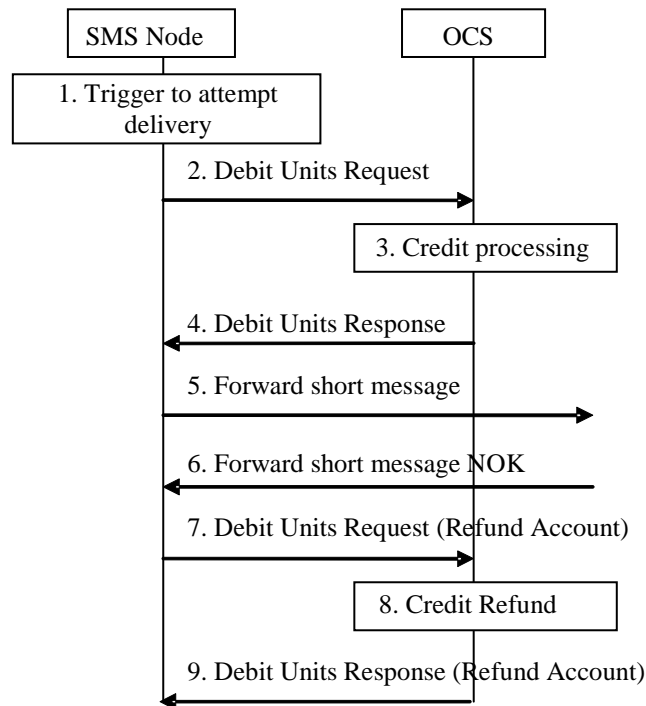 SMS Node
OCS
1. Trigger to attempt
delivery
2. Debit Units Request
3. Credit processing
4. Debit Units Response
5. Forward short message
6. Forward short message NOK
7. Debit Units Request (Refund Account)
8. Credit Refund
9. Debit Units Response (Refund Account)